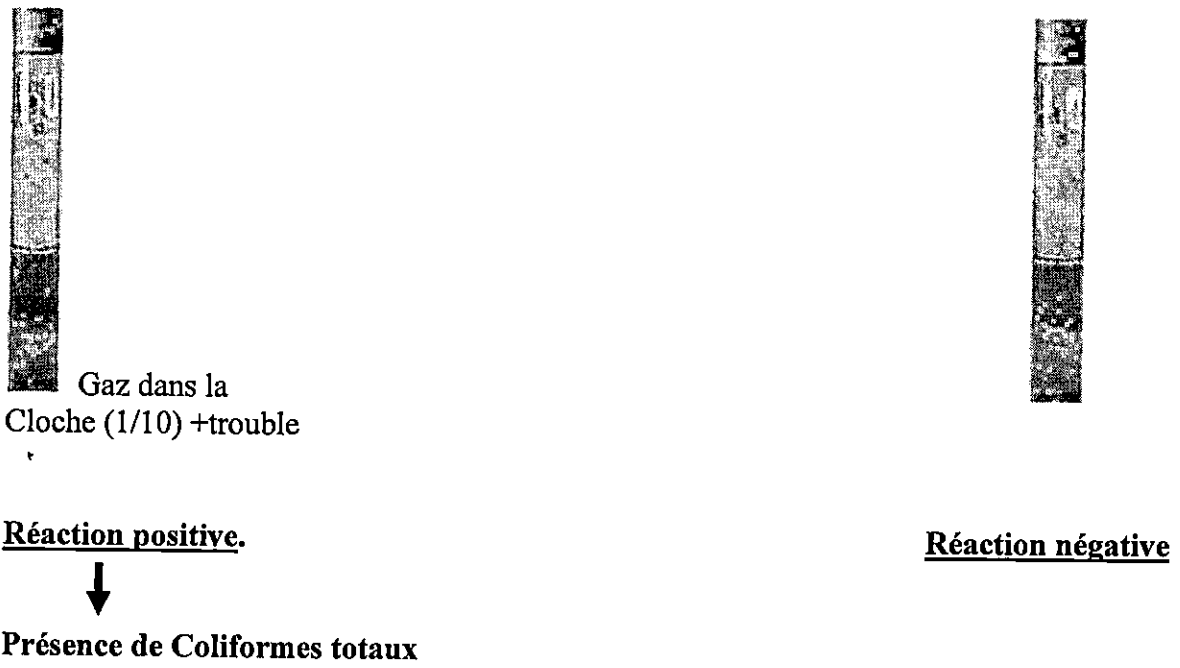 Gaz dans la
Cloche (1/10) +trouble
Réaction positive.
Réaction négative
Présence de Coliformes totaux